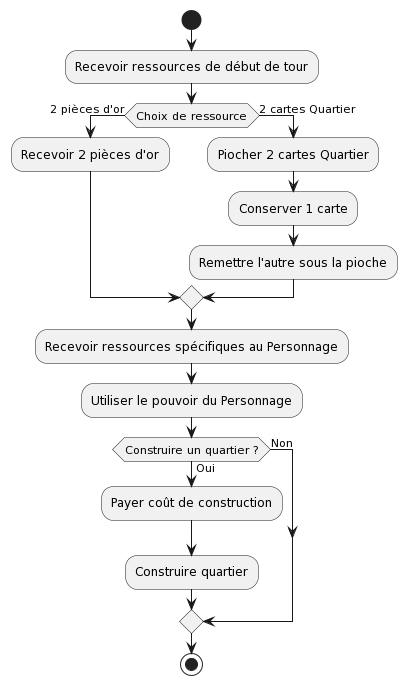 Recevoir ressources de début de tour
2 pièces d'or
Choix de ressource
2 cartes Quartier
Recevoir 2 pièces d'or
Piocher 2 cartes Quartier
Conserver 1 carte
Remettre l'autre sous la pioche
Recevoir ressources spécifiques au Personnage
Utiliser le pouvoir du Personnage
Construire un quartier ?
Non
Oui
Payer coût de construction
Construire quartier